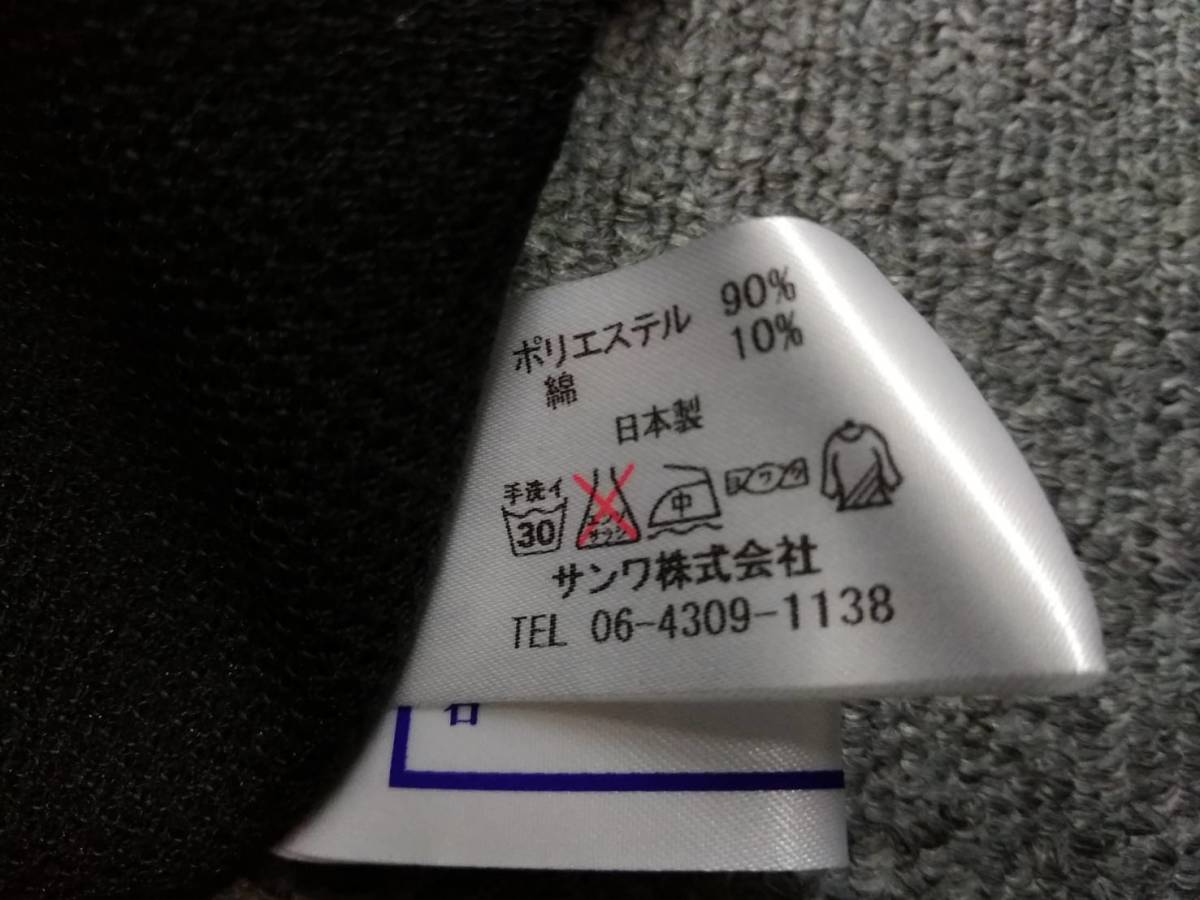 ポリエステル 90%
綿 10%
日本製
手洗イ
30
中
サンワ株式会社
TEL 06-4309-1138
名